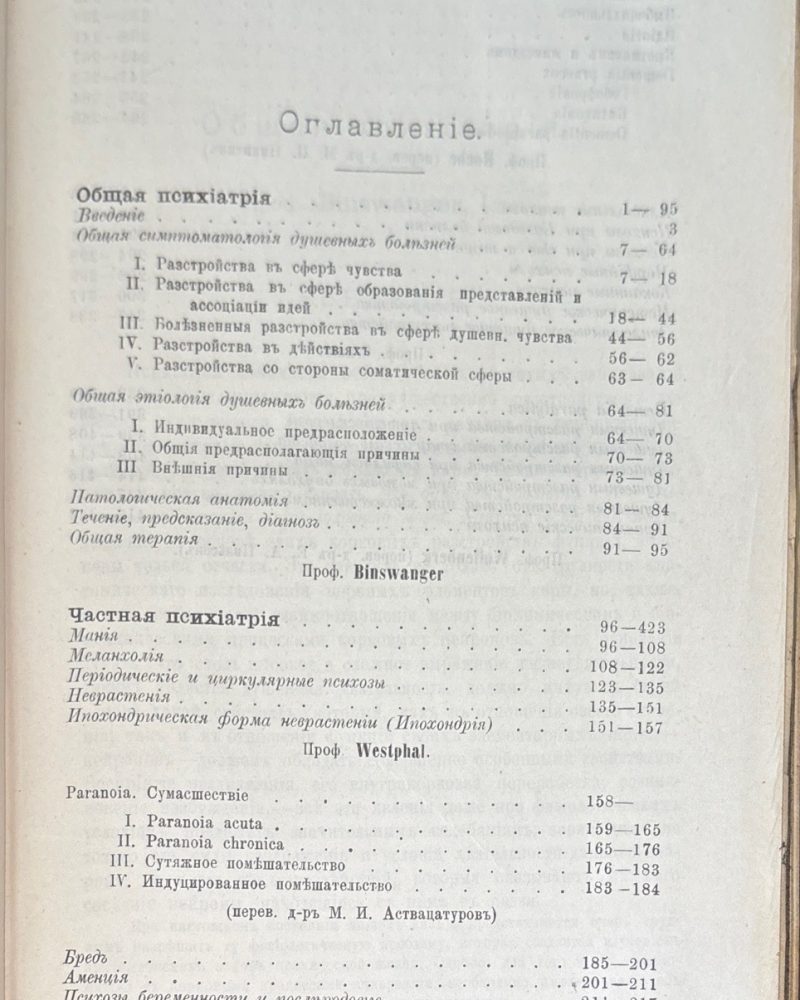 Оглавленіе.
Общая психіатрія . . . . . . . . . . . . 1— 95
Введеніе . . . . . . . . . . . . 3
Общая симптоматологія душевныхъ болѣзней . . . . . 7— 64
I. Разстройства въ сферѣ чувства . . . . . . . 7— 18
II. Разстройства въ сферѣ образованія представленій и
ассоціаціи идей . . . . . . . . . . 18— 44
III. Болѣзненныя разстройства въ сферѣ душевн. чувства 44— 56
IV. Разстройства въ дѣйствіяхъ . . . . . . . . 56— 62
V. Разстройства со стороны соматической сферы . . . 63— 64
Общая этіологія душевныхъ болѣзней . . . . . . . 64— 81
I. Индивидуальное предрасположеніе . . . . . . 64— 70
II. Общія предрасполагающія причины . . . . . . 70— 73
III Внѣшнія причины . . . . . . . . . . 73— 81
Патологическая анатомія . . . . . . . . . . 81— 84
Теченіе, предсказаніе, діагнозъ . . . . . . . . . 84— 91
Общая терапія . . . . . . . . . . . . . 91— 95
Проф. Binswanger
Частная психіатрія . . . . . . . . . . 96—423
Манія . . . . . . . . . . . . . . . 96—108
Меланхолія . . . . . . . . . . . . . 108—122
Періодическіе и циркулярные психозы . . . . . . 123—135
Неврастенія . . . . . . . . . . . . . 135—151
Ипохондрическая форма неврастеніи (Ипохондрія) . . . 151—157
Проф Westphal.
Paranoia. Сумасшествіе . . . . . . . . . . 158—
I. Paranoia acuta . . . . . . . . . . . 159—165
II. Paranoia chronica . . . . . . . . . . 165—176
III. Сутяжное помѣшательство . . . . . . . . 176—183
IV. Индуцированное помѣшательство . . . . . . 183—184
(перев. д-ръ М. И. Аствацатуровъ)
Бредъ . . . . . . . . . . . . . . . 185—201
Аменція . . . . . . . . . . . . . . 201—211
Психозы беременности и